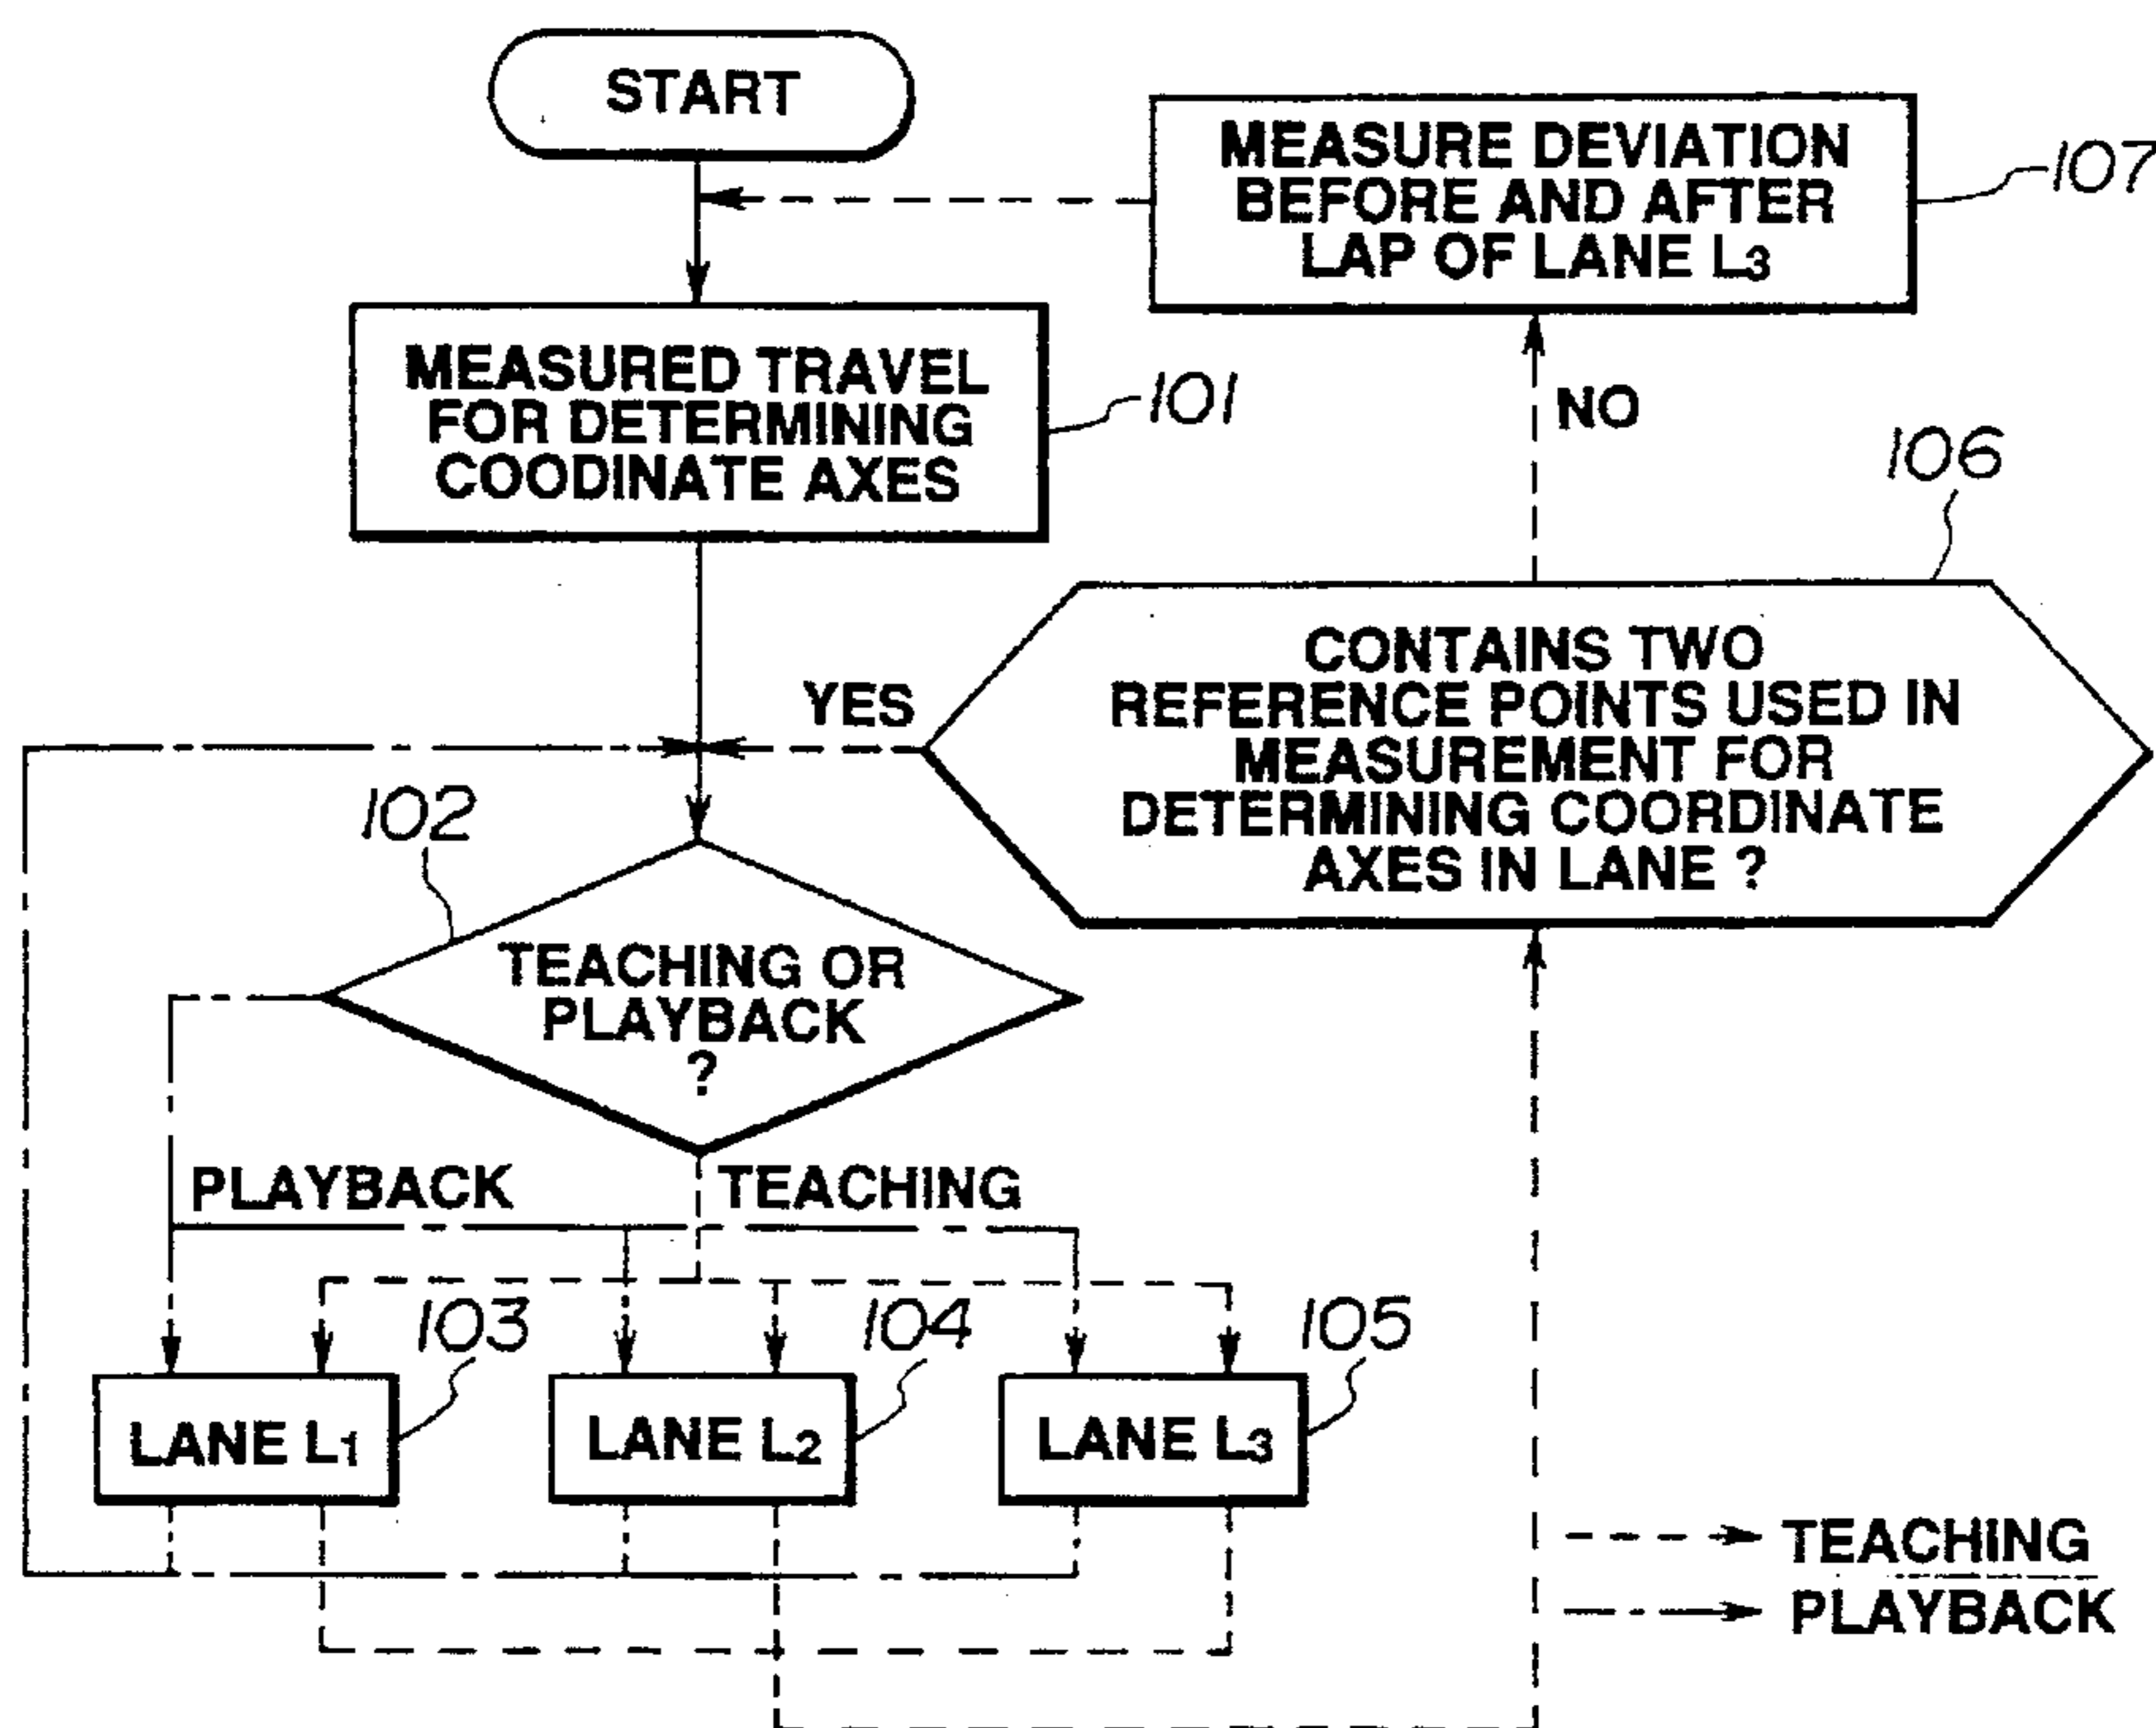 START
MEASURE DEVIATION
BEFORE AND AFTER
LAP OF LANE L3
107
MEASURED TRAVEL
FOR DETERMINING
COODINATE AXES
101
NO
106
CONTAINS TWO
REFERENCE POINTS USED IN
MEASUREMENT FOR
DETERMINING COORDINATE
AXES IN LANE ?
YES
102
TEACHING OR
PLAYBACK
?
PLAYBACK
TEACHING
103
104
105
LANE L1
LANE L2
LANE L3
TEACHING
PLAYBACK